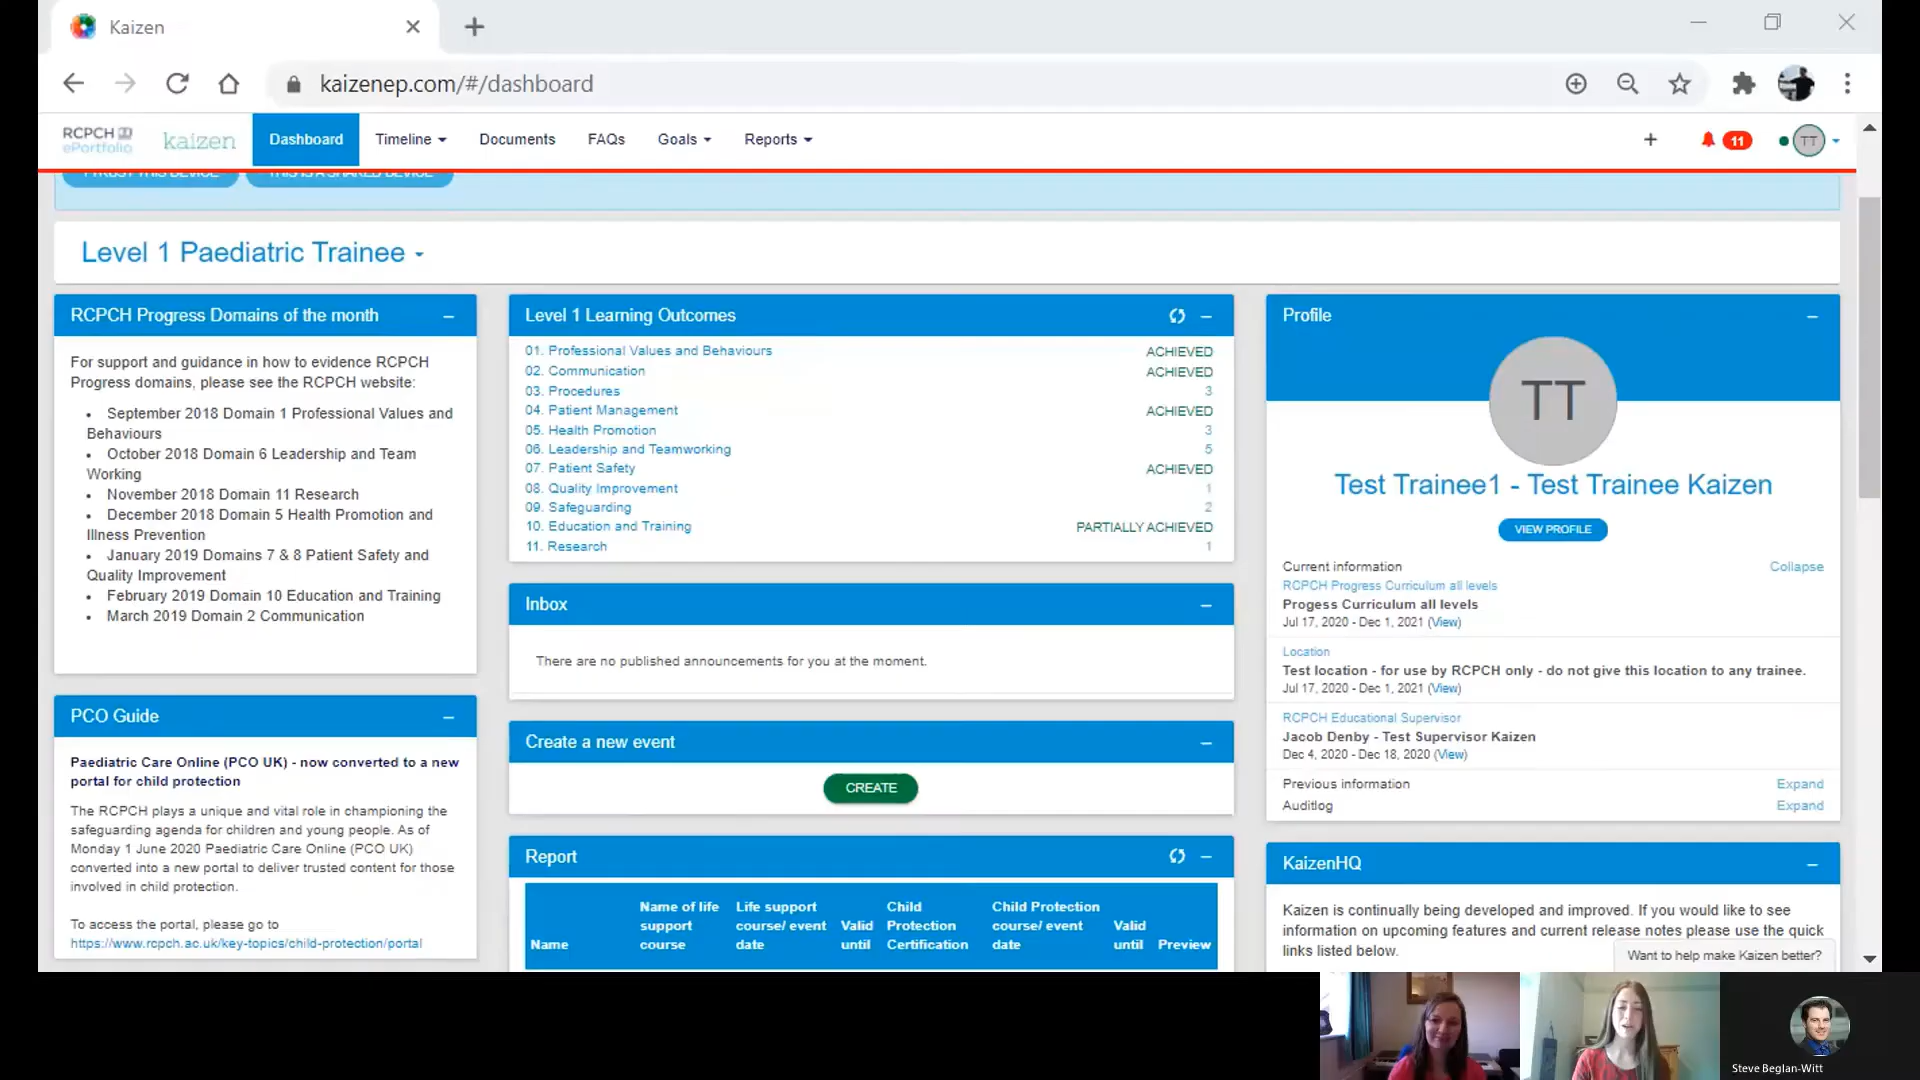 Kaizen
kaizenep.com/#/dashboard
RCPCH
ePortfolio
kaizen
Dashboard
Timeline
Documents
FAQs
Goals
Reports
+
11
TT
I TRUST THIS DEVICE
THIS IS A SHARED DEVICE
Level 1 Paediatric Trainee
RCPCH Progress Domains of the month
For support and guidance in how to evidence RCPCH
Progress domains, please see the RCPCH website:
• September 2018 Domain 1 Professional Values and
Behaviours
• October 2018 Domain 6 Leadership and Team
Working
• November 2018 Domain 11 Research
• December 2018 Domain 5 Health Promotion and
Illness Prevention
• January 2019 Domains 7 & 8 Patient Safety and
Quality Improvement
• February 2019 Domain 10 Education and Training
• March 2019 Domain 2 Communication
PCO Guide
Paediatric Care Online (PCO UK) - now converted to a new
portal for child protection
The RCPCH plays a unique and vital role in championing the
safeguarding agenda for children and young people. As of
Monday 1 June 2020 Paediatric Care Online (PCO UK)
converted into a new portal to deliver trusted content for those
involved in child protection.
To access the portal, please go to
https://www.rcpch.ac.uk/key-topics/child-protection/portal
Level 1 Learning Outcomes
01. Professional Values and Behaviours ACHIEVED
02. Communication ACHIEVED
03. Procedures 3
04. Patient Management ACHIEVED
05. Health Promotion 3
06. Leadership and Teamworking 5
07. Patient Safety ACHIEVED
08. Quality Improvement 1
09. Safeguarding 2
10. Education and Training PARTIALLY ACHIEVED
11. Research 1
Inbox
There are no published announcements for you at the moment.
Create a new event
CREATE
Report
Name
Name of life
support
course
Life support
course/ event
date
Valid
until
Child
Protection
Certification
Child Protection
course/ event
date
Valid
until
Preview
Profile
TT
Test Trainee1 - Test Trainee Kaizen
VIEW PROFILE
Current information Collapse
RCPCH Progress Curriculum all levels
Progess Curriculum all levels
Jul 17, 2020 - Dec 1, 2021 (View)
Location
Test location - for use by RCPCH only - do not give this location to any trainee.
Jul 17, 2020 - Dec 1, 2021 (View)
RCPCH Educational Supervisor
Jacob Denby - Test Supervisor Kaizen
Dec 4, 2020 - Dec 18, 2020 (View)
Previous information Expand
Auditlog Expand
KaizenHQ
Kaizen is continually being developed and improved. If you would like to see
information on upcoming features and current release notes please use the quick
links listed below.
Want to help make Kaizen better?
Steve Beglan-Witt